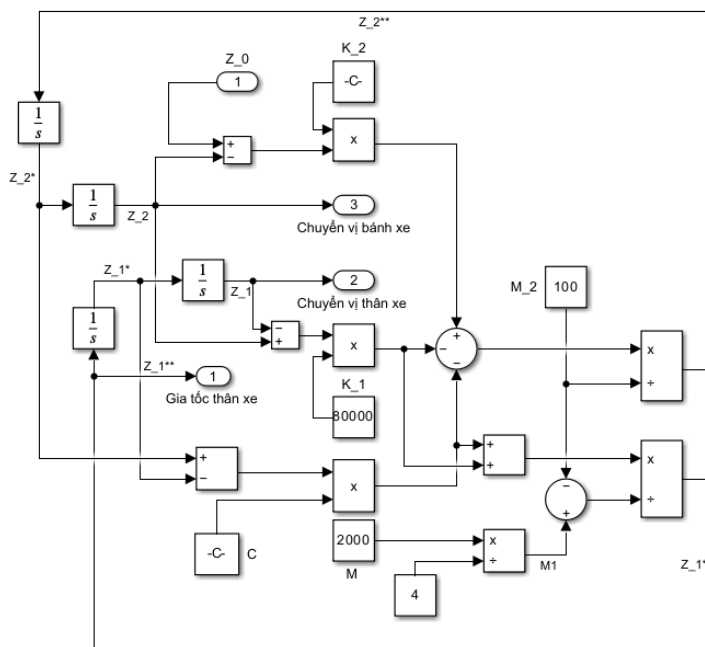 Z_2**
Z_0
1
K_2
-C-
1
s
+
−
x
Z_2*
1
s
Z_2
3
Chuyển vị bánh xe
Z_1*
1
s
Z_1
2
Chuyển vị thân xe
M_2
100
1
s
−
+
x
+
−
−
x
÷
Z_1**
1
Gia tốc thân xe
K_1
80000
+
−
x
+
+
x
÷
−
+
-C-
C
2000
M
x
÷
M1
4
Z_1*